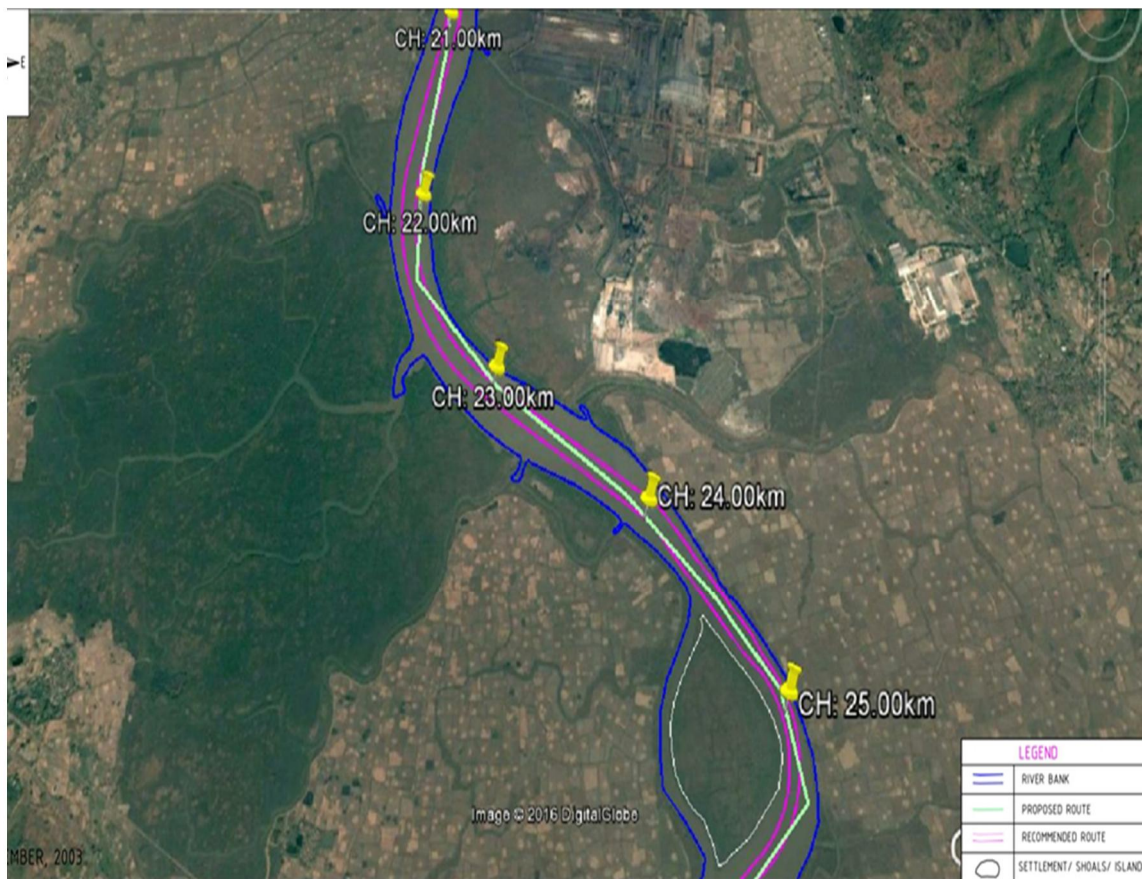 E
CH: 21.00km
CH: 22.00km
CH: 23.00km
CH: 24.00km
CH: 25.00km
Image © 2016 DigitalGlobe
EMBER, 2003
LEGEND
RIVER BANK
PROPOSED ROUTE
RECOMMENDED ROUTE
SETTLEMENT/ SHOALS/ ISLAND